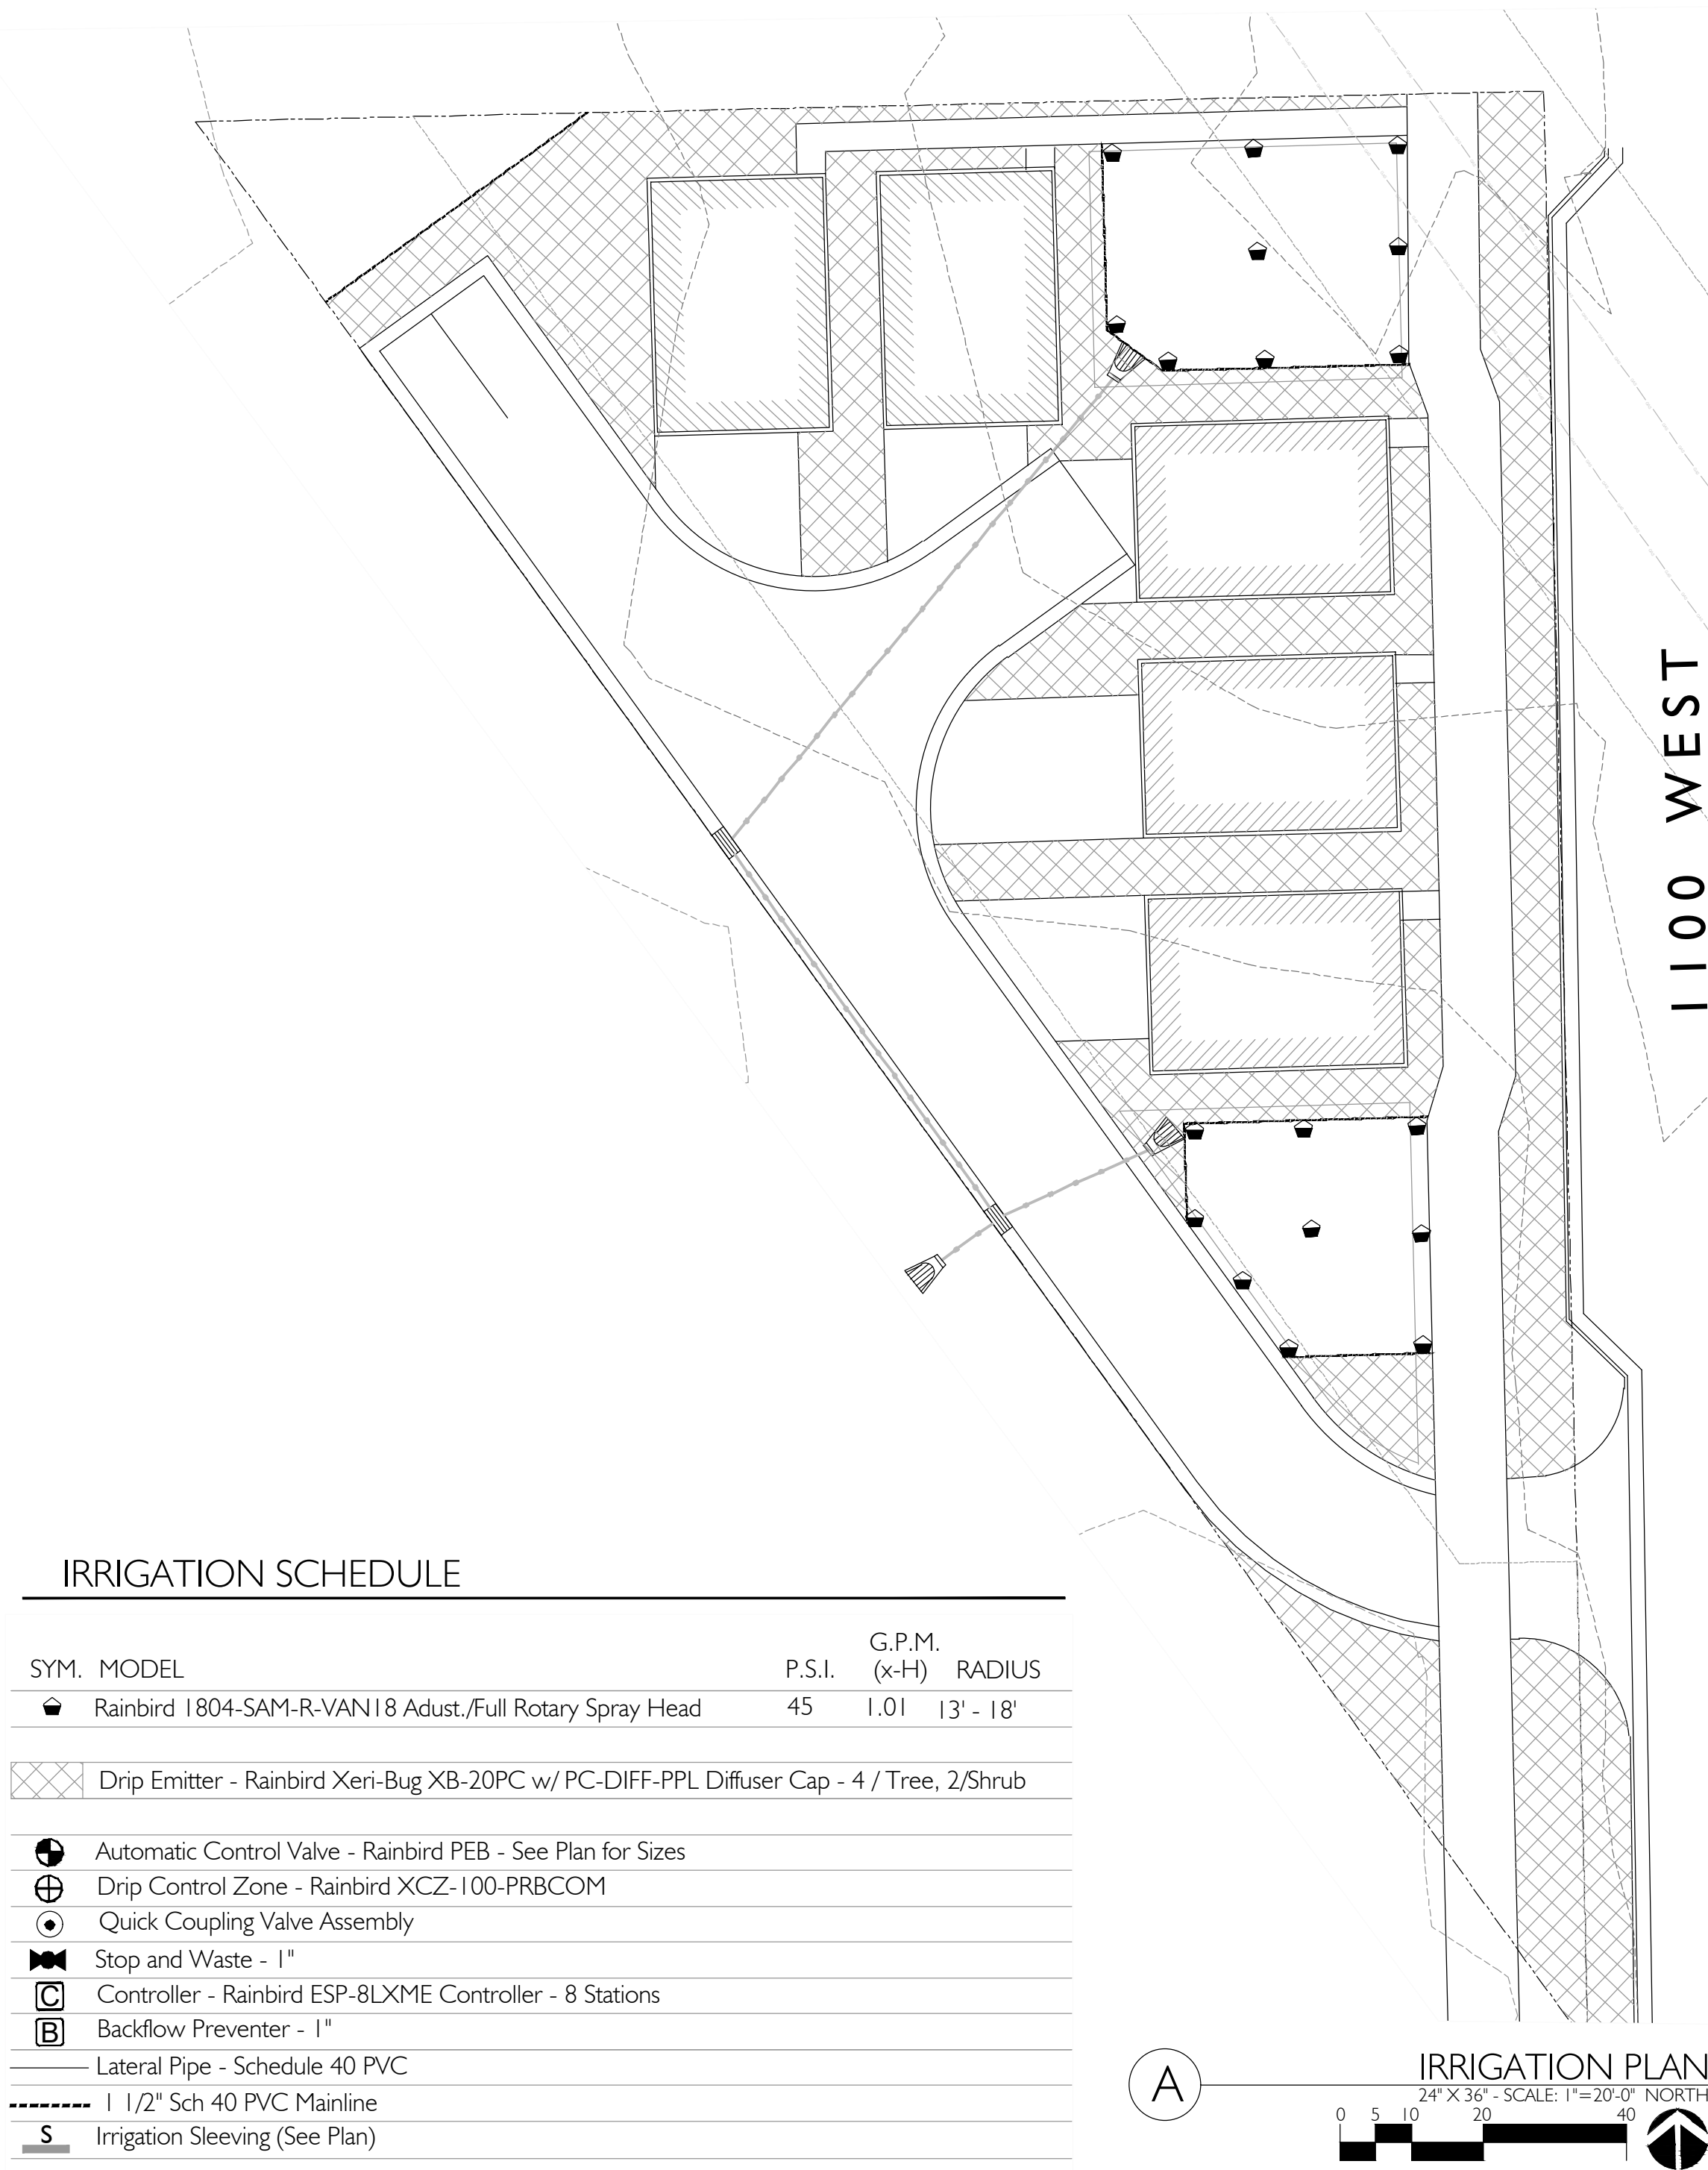 1100 WEST
IRRIGATION SCHEDULE
G.P.M.
SYM. MODEL P.S.I. (x-H) RADIUS
Rainbird 1804-SAM-R-VAN18 Adust./Full Rotary Spray Head 45 1.01 13' - 18'
Drip Emitter - Rainbird Xeri-Bug XB-20PC w/ PC-DIFF-PPL Diffuser Cap - 4 / Tree, 2/Shrub
Automatic Control Valve - Rainbird PEB - See Plan for Sizes
Drip Control Zone - Rainbird XCZ-100-PRBCOM
Quick Coupling Valve Assembly
Stop and Waste - 1"
C Controller - Rainbird ESP-8LXME Controller - 8 Stations
B Backflow Preventer - 1"
Lateral Pipe - Schedule 40 PVC
1 1/2" Sch 40 PVC Mainline
S Irrigation Sleeving (See Plan)
A
IRRIGATION PLAN
24" X 36" - SCALE: 1"=20'-0" NORTH
0 5 10 20 40